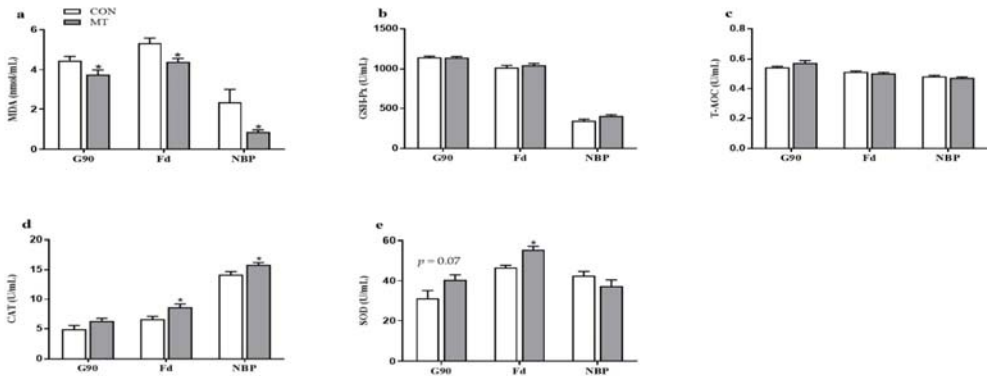 a
CON
MT
MDA (nmol/mL)
6
4
2
0
*
*
*
G90 Fd NBP
b
GSH-Px (U/mL)
1500
1000
500
0
G90 Fd NBP
c
T-AOC (U/mL)
0.8
0.6
0.4
0.2
0.0
G90 Fd NBP
d
CAT (U/mL)
20
15
10
5
0
*
*
G90 Fd NBP
e
SOD (U/mL)
60
40
20
0
p = 0.07
*
G90 Fd NBP